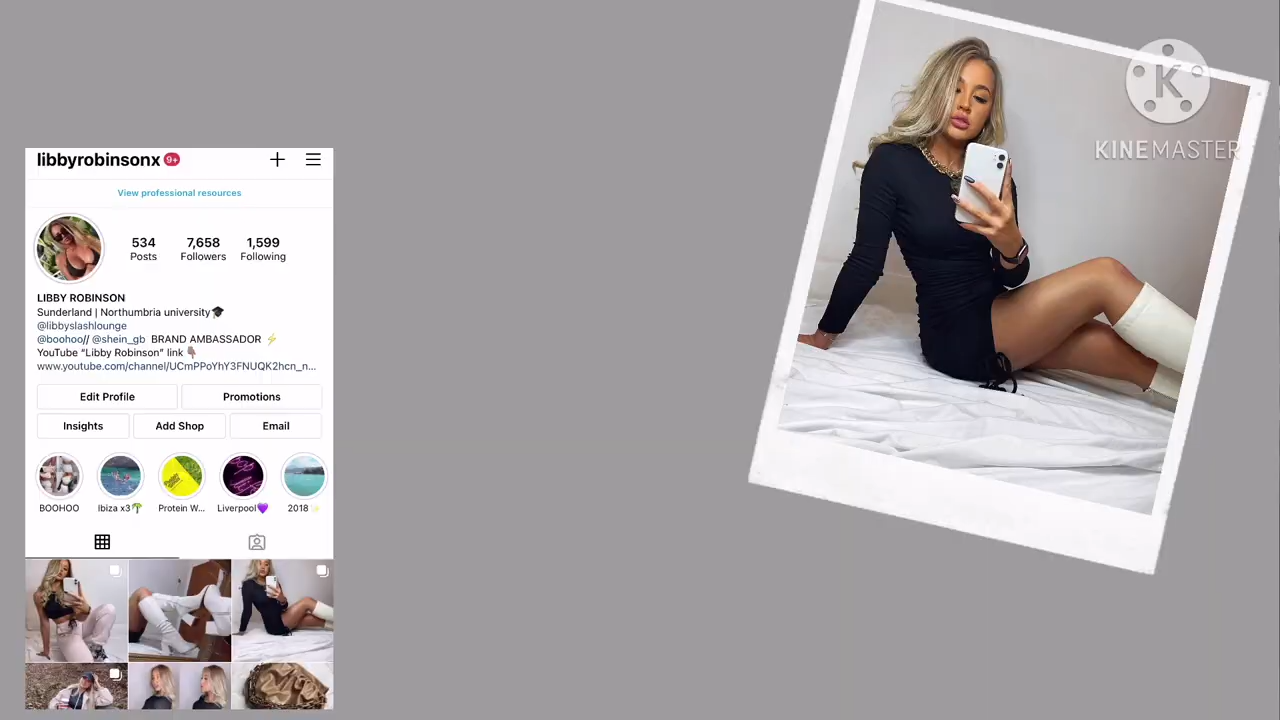 libbyrobinsonx 9+
View professional resources
534 7,658 1,599
Posts Followers Following
LIBBY ROBINSON
Sunderland | Northumbria university🎓
@libbyslashlounge
@boohoo// @shein_gb BRAND AMBASSADOR ⚡
YouTube “Libby Robinson” link 👇🏽
www.youtube.com/channel/UCmPPoYhY3FNUQK2hcn_n...
Edit Profile Promotions
Insights Add Shop Email
BOOHOO Ibiza x3🌴 Protein W... Liverpool💜 2018✨
K
KINEMASTER